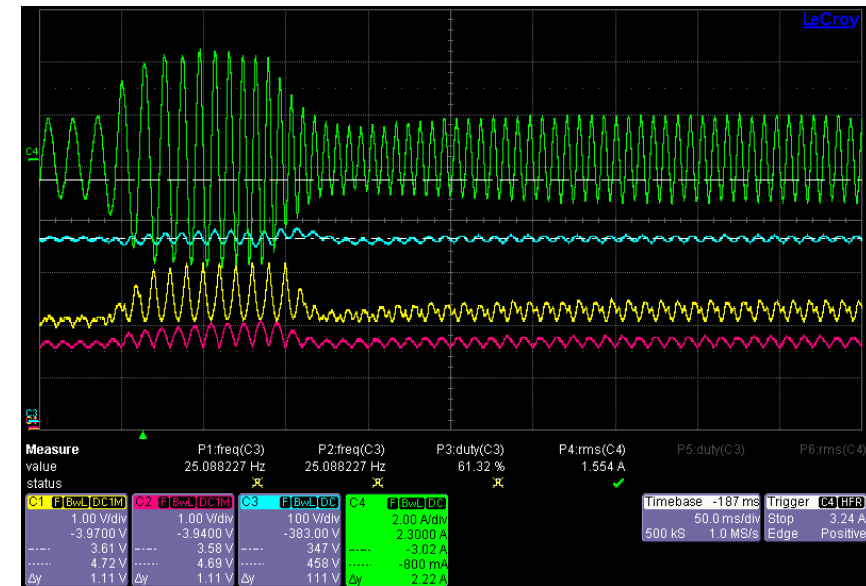 LeCroy
C4
C3
Measure P1:freq(C3) P2:freq(C3) P3:duty(C3) P4:rms(C4) P5:duty(C3) P6:rms(C4)
value 25.088227 Hz 25.088227 Hz 61.32 % 1.554 A
status
C1 F BwL DC1M C2 F BwL DC1M C3 F BwL DC C4 F BwL DC Timebase -187 ms Trigger C4 HFR
1.00 V/div 1.00 V/div 100 V/div 2.00 A/div 50.0 ms/div Stop 3.24 A
-3.9700 V -3.9400 V -383.00 V 2.3000 A 500 kS 1.0 MS/s Edge Positive
3.61 V 3.58 V 347 V -3.02 A
4.72 V 4.69 V 458 V -800 mA
Δy 1.11 V Δy 1.11 V Δy 111 V Δy 2.22 A